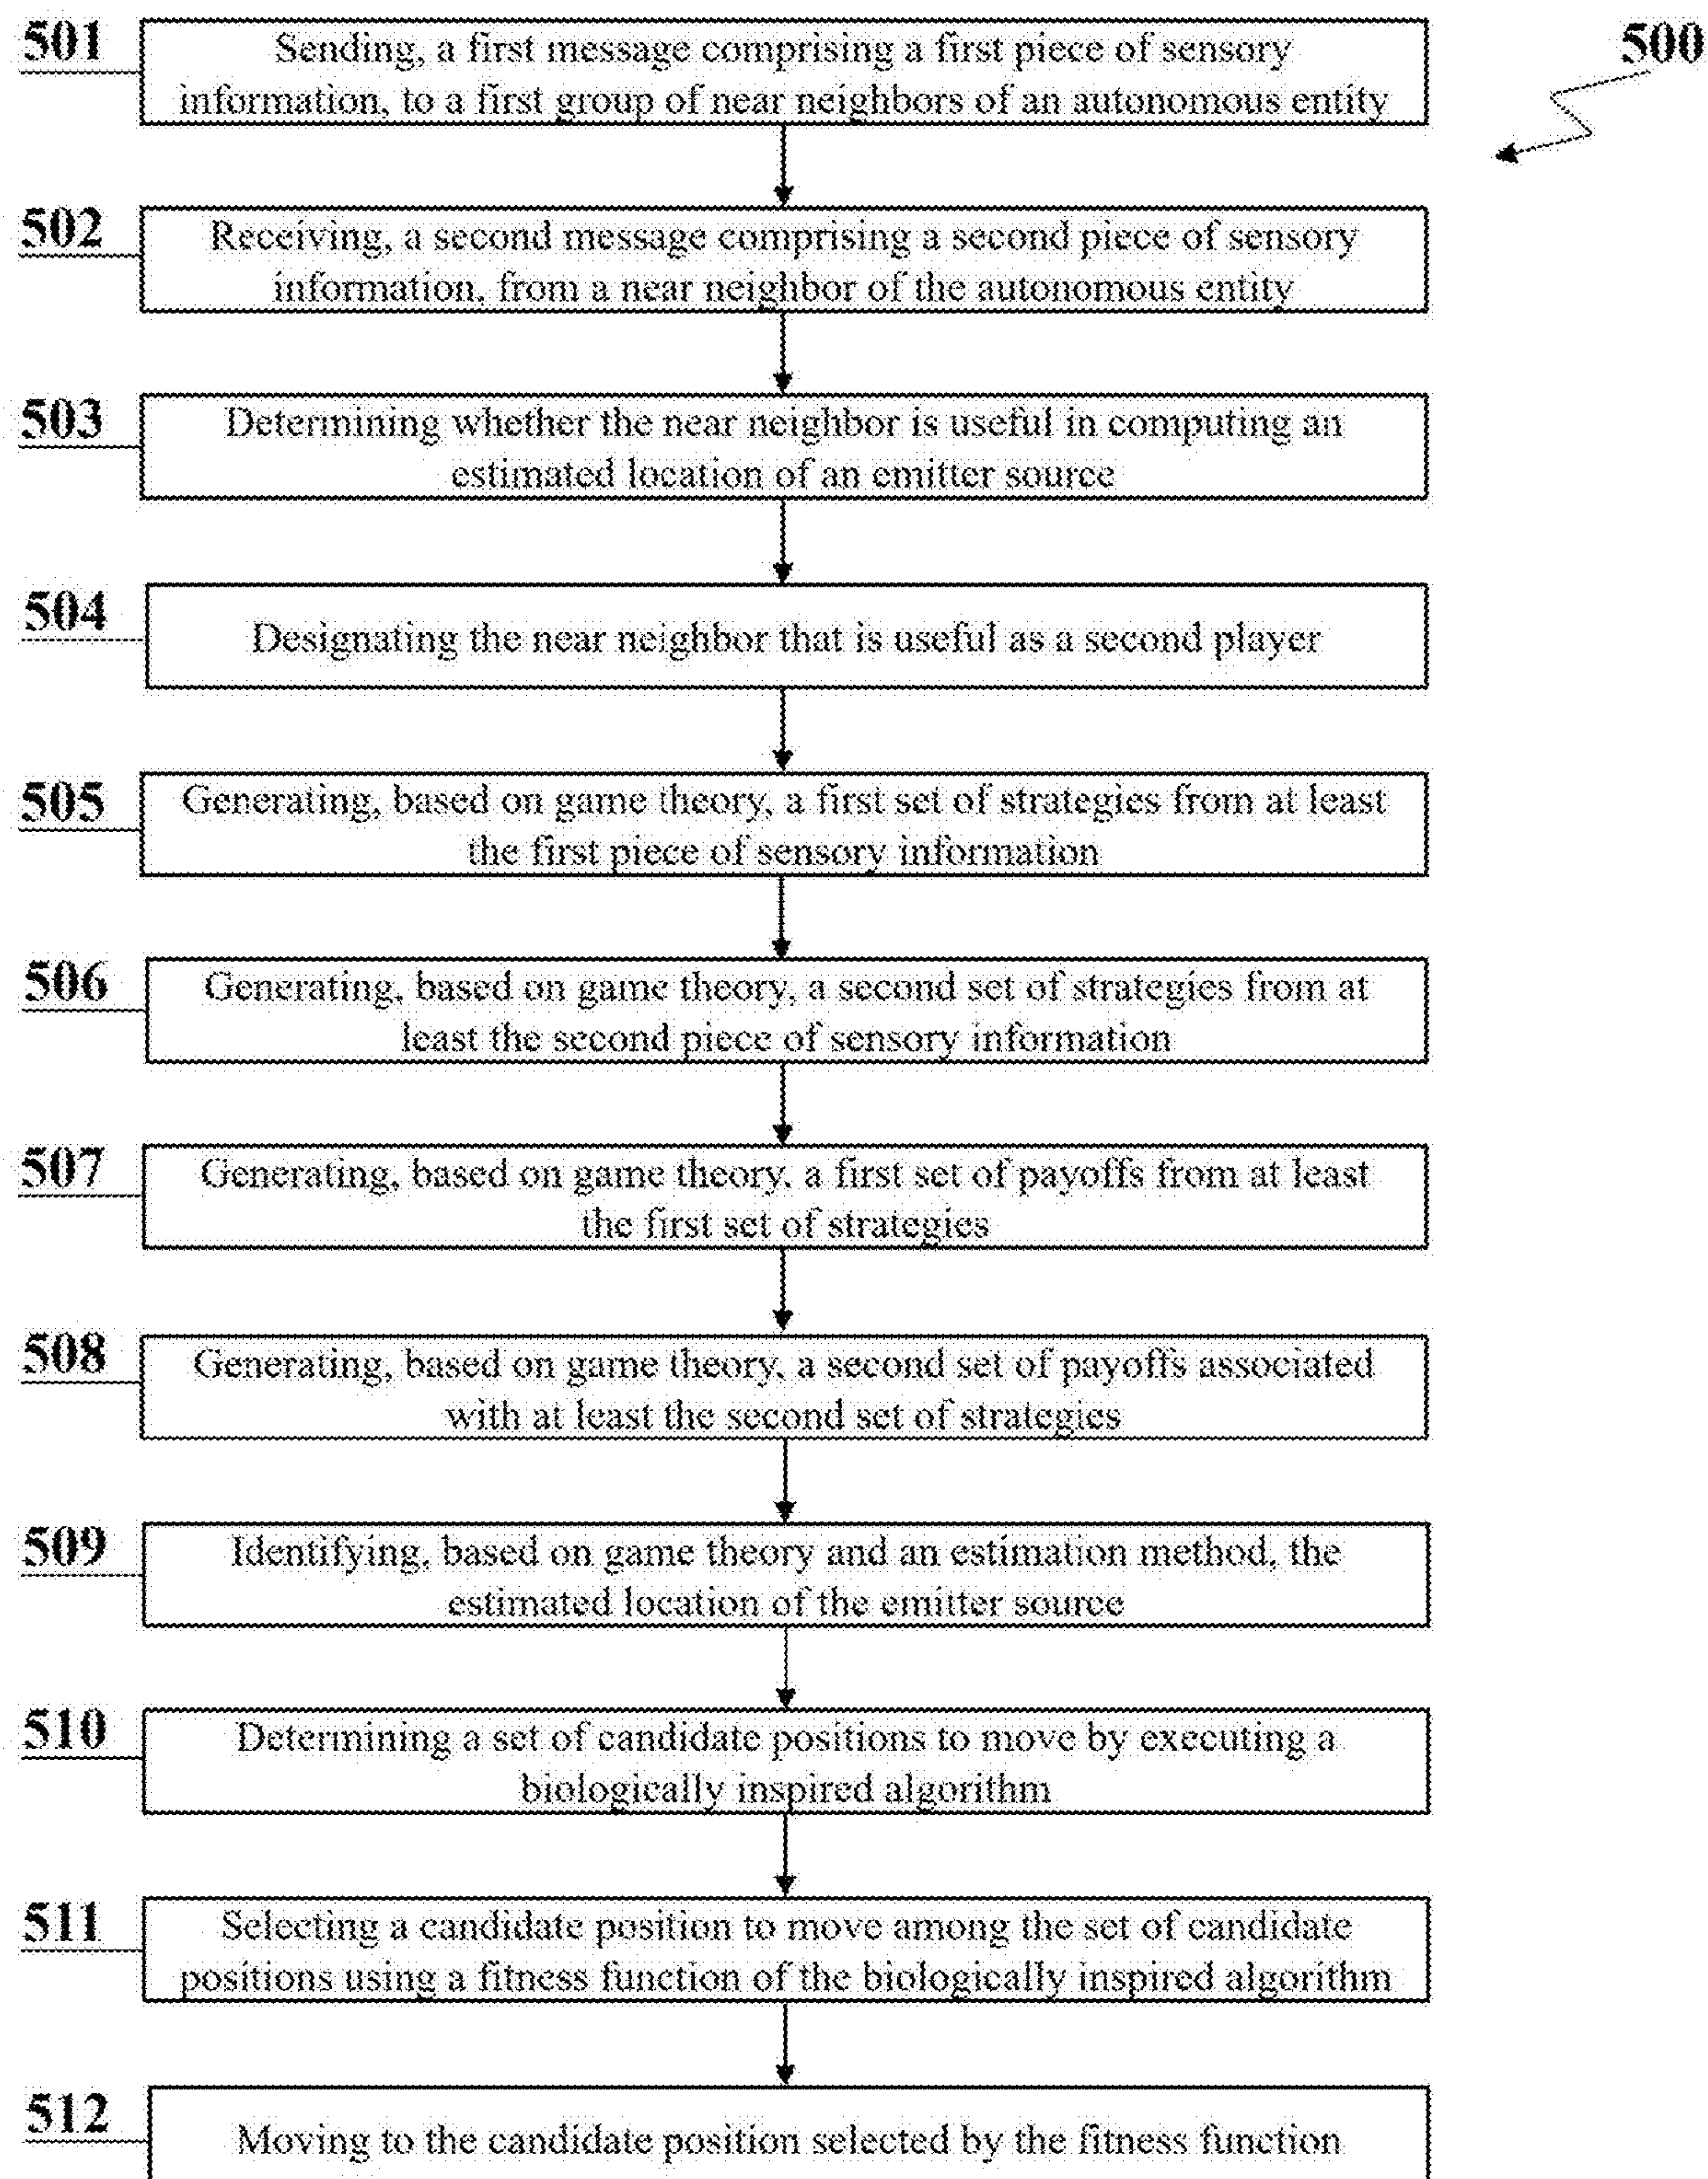 501
Sending, a first message comprising a first piece of sensory
information, to a first group of near neighbors of an autonomous entity
500
502
Receiving, a second message comprising a second piece of sensory
information, from a near neighbor of the autonomous entity
503
Determining whether the near neighbor is useful in computing an
estimated location of an emitter source
504
Designating the near neighbor that is useful as a second player
505
Generating, based on game theory, a first set of strategies from at least
the first piece of sensory information
506
Generating, based on game theory, a second set of strategies from at
least the second piece of sensory information
507
Generating, based on game theory, a first set of payoffs from at least
the first set of strategies
508
Generating, based on game theory, a second set of payoffs associated
with at least the second set of strategies
509
Identifying, based on game theory and an estimation method, the
estimated location of the emitter source
510
Determining a set of candidate positions to move by executing a
biologically inspired algorithm
511
Selecting a candidate position to move among the set of candidate
positions using a fitness function of the biologically inspired algorithm
512
Moving to the candidate position selected by the fitness function